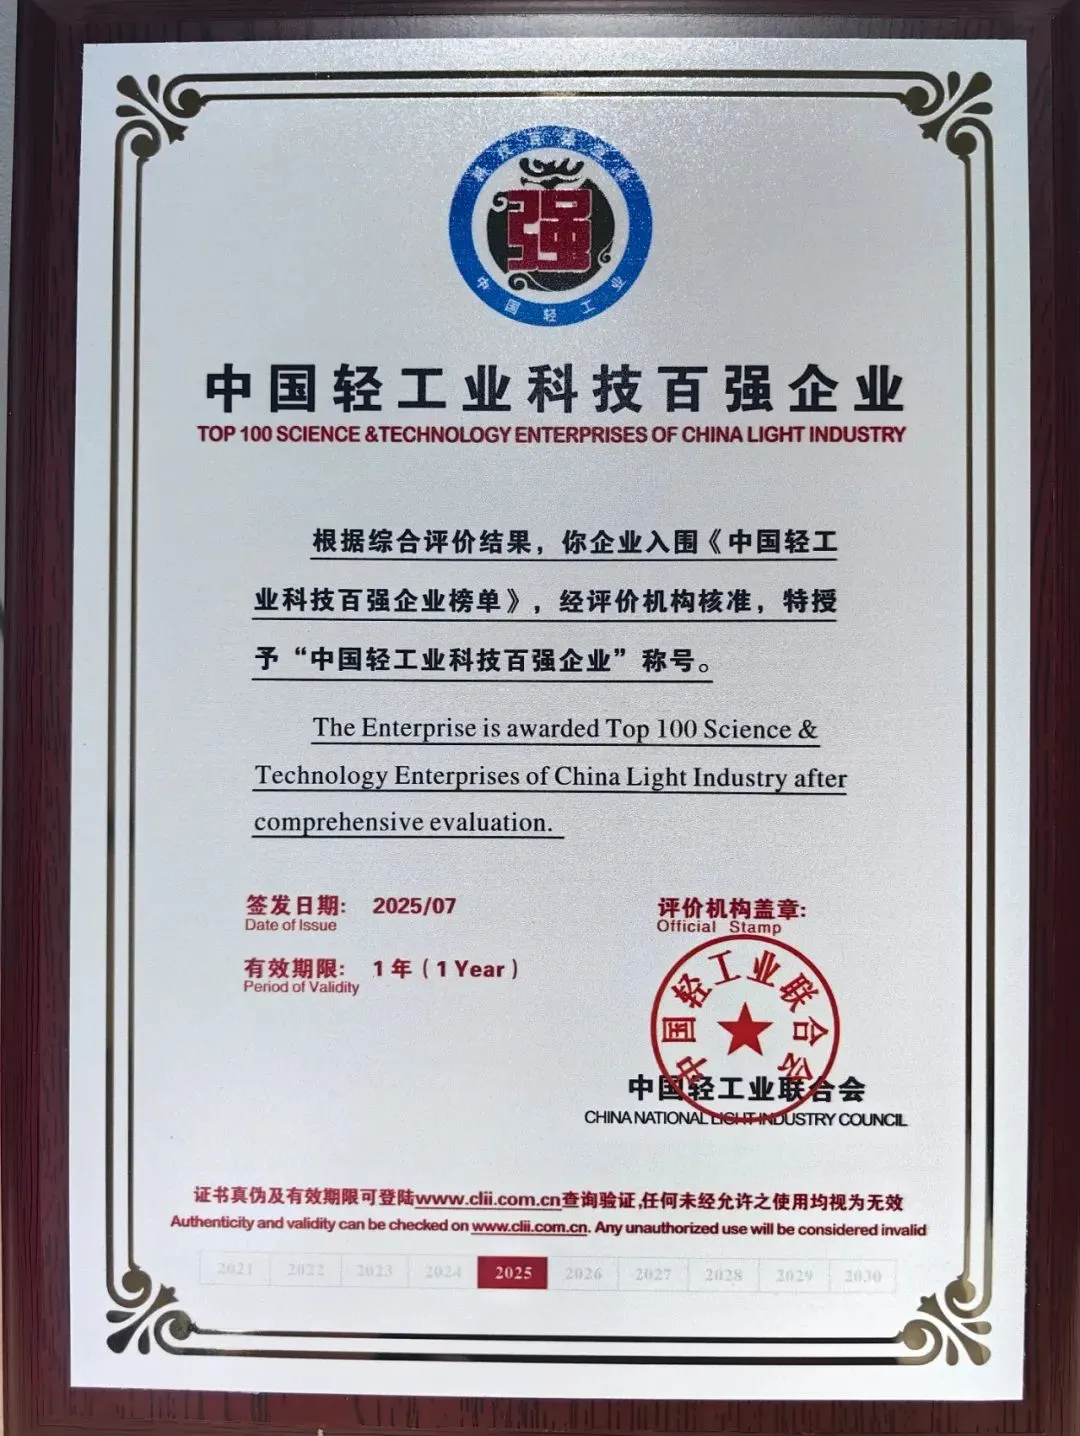 科技百强企业
强
中国轻工业
中国轻工业科技百强企业
TOP 100 SCIENCE &TECHNOLOGY ENTERPRISES OF CHINA LIGHT INDUSTRY
根据综合评价结果，你企业入围《中国轻工
业科技百强企业榜单》，经评价机构核准，特授
予“中国轻工业科技百强企业”称号。
The Enterprise is awarded Top 100 Science &
Technology Enterprises of China Light Industry after
comprehensive evaluation.
签发日期: 2025/07
Date of Issue
有效期限: 1 年（1 Year）
Period of Validity
评价机构盖章:
Official Stamp
中国轻工业联合会
中国轻工业联合会
CHINA NATIONAL LIGHT INDUSTRY COUNCIL
证书真伪及有效期限可登陆www.clii.com.cn查询验证,任何未经允许之使用均视为无效
Authenticity and validity can be checked on www.clii.com.cn. Any unauthorized use will be considered invalid
2021 2022 2023 2024 2025 2026 2027 2028 2029 2030